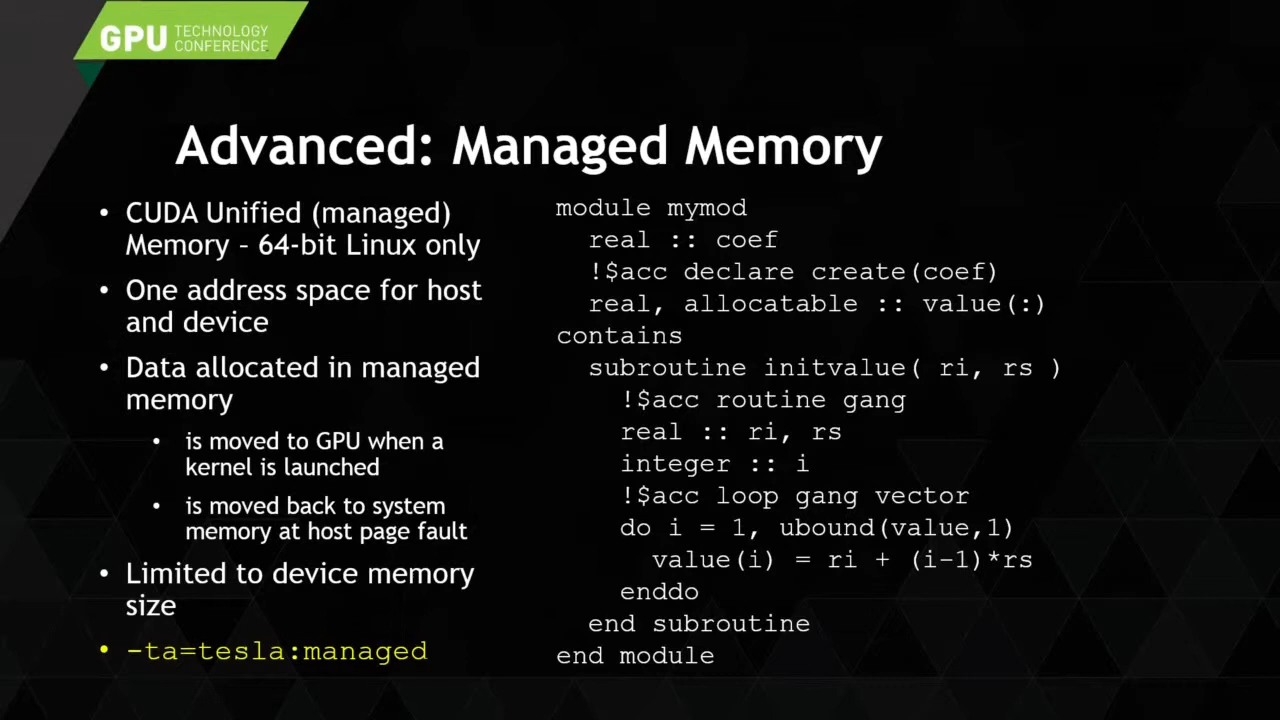 GPU TECHNOLOGY
CONFERENCE
Advanced: Managed Memory
• CUDA Unified (managed)
Memory – 64-bit Linux only
• One address space for host
and device
• Data allocated in managed
memory
• is moved to GPU when a
kernel is launched
• is moved back to system
memory at host page fault
• Limited to device memory
size
• -ta=tesla:managed
module mymod
real :: coef
!$acc declare create(coef)
real, allocatable :: value(:)
contains
subroutine initvalue( ri, rs )
!$acc routine gang
real :: ri, rs
integer :: i
!$acc loop gang vector
do i = 1, ubound(value,1)
value(i) = ri + (i-1)*rs
enddo
end subroutine
end module